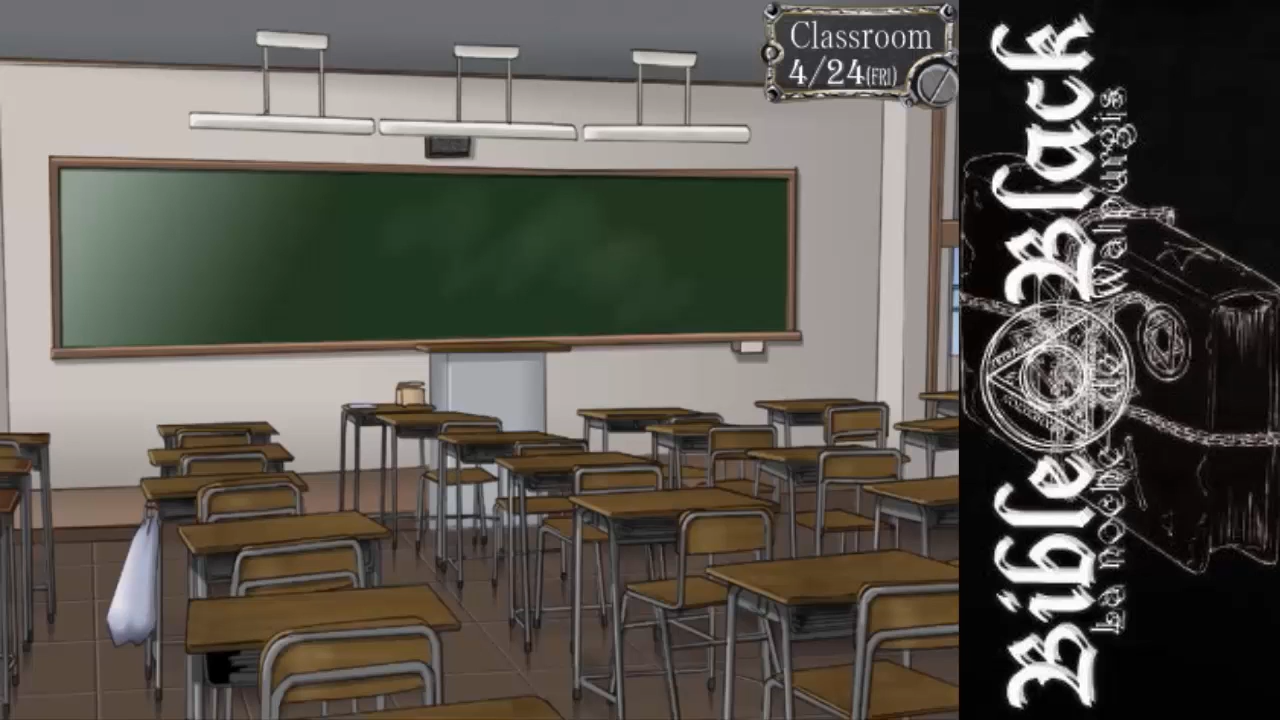 Classroom
4/24(FRI)
Bible Black
La noche de Walpurgis